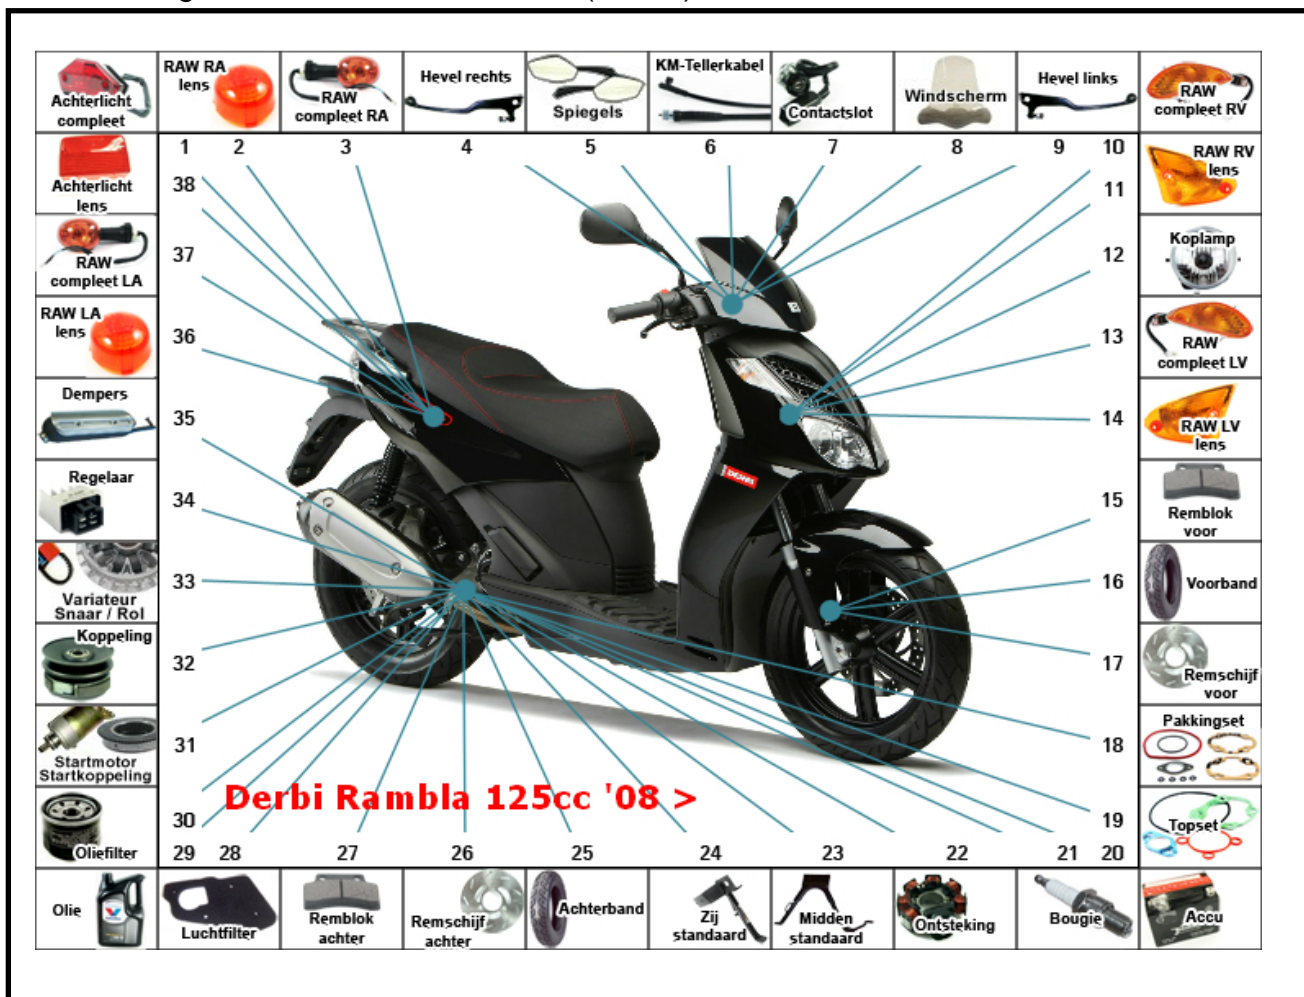 Achterlicht
compleet
RAW RA
lens
RAW
compleet RA
Hevel rechts
Spiegels
KM-Tellerkabel
Contactslot
Windscherm
Hevel links
RAW
compleet RV
Achterlicht
lens
1
2
3
4
5
6
7
8
9
10
RAW RV
lens
38
11
RAW
compleet LA
37
12
Koplamp
RAW LA
lens
36
13
RAW
compleet LV
Dempers
35
14
RAW LV
lens
Regelaar
DERBI
34
15
Remblok
voor
Variateur
Snaar / Rol
33
16
Voorband
Koppeling
32
17
Remschijf
voor
Startmotor
Startkoppeling
31
18
Pakkingset
Derbi Rambla 125cc '08 >
Oliefilter
30
19
Topset
29
28
27
26
25
24
23
22
21
20
Olie
VALVOLINE
Luchtfilter
Remblok
achter
Remschijf
achter
Achterband
Zij
standaard
Midden
standaard
Ontsteking
Bougie
Accu